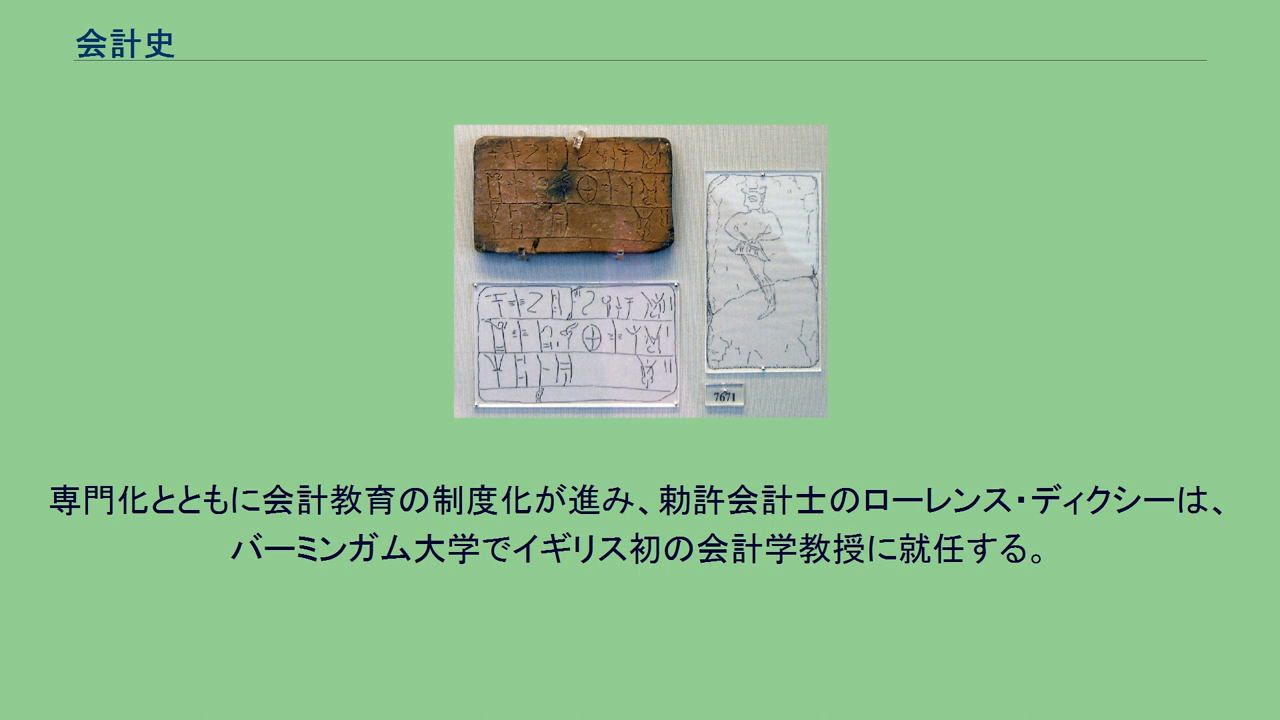 会計史
7671
専門化とともに会計教育の制度化が進み、勅許会計士のローレンス・ディクシーは、
バーミンガム大学でイギリス初の会計学教授に就任する。